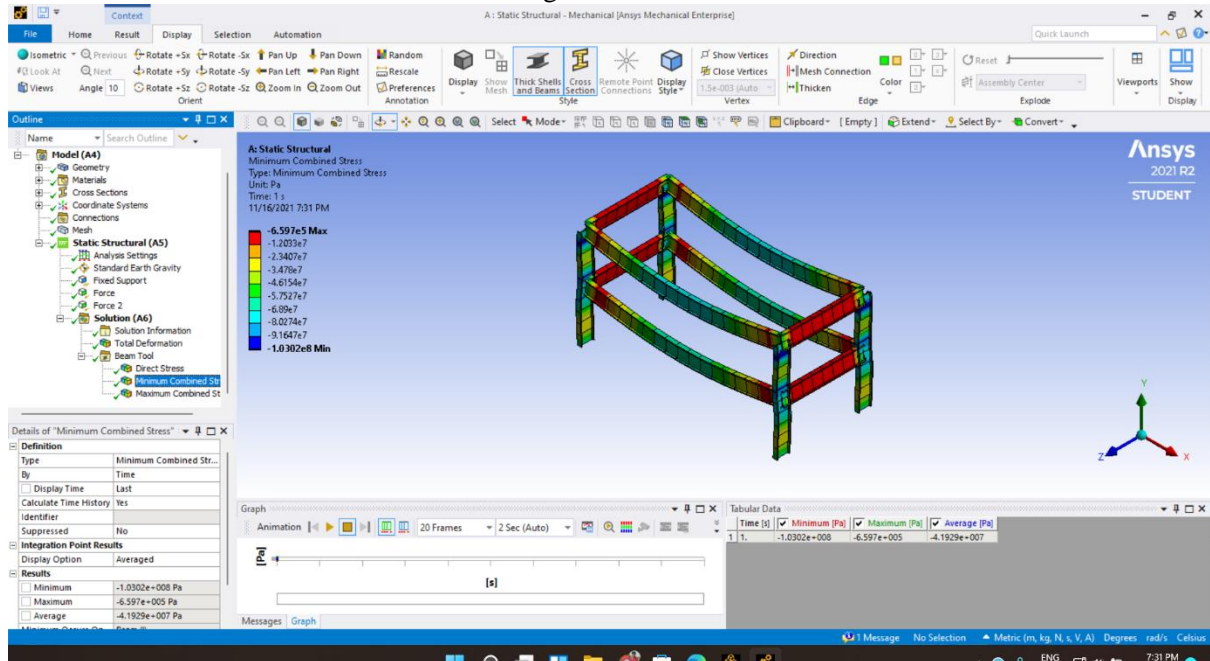 Context
A : Static Structural - Mechanical [Ansys Mechanical Enterprise]
File Home Result Display Selection Automation
Quick Launch
Isometric Previous Rotate +Sx Rotate -Sx Pan Up Pan Down Random
Look At Next Rotate +Sy Rotate -Sy Pan Left Pan Right Rescale
Views Angle 10 Rotate +Sz Rotate -Sz Zoom In Zoom Out Preferences
Orient Annotation
Display Show Mesh Thick Shells and Beams Cross Section Remote Point Connections Display Style
Style
Show Vertices
Close Vertices
1.5e-003 (Auto
Vertex
Direction
Mesh Connection
Thicken
Color
Edge
Reset
Assembly Center
Explode
Viewports Show
Display
Outline
Name Search Outline
Select Mode Clipboard [ Empty ] Extend Select By Convert
Model (A4)
Geometry
Materials
Cross Sections
Coordinate Systems
Connections
Mesh
Static Structural (A5)
Analysis Settings
Standard Earth Gravity
Fixed Support
Force
Force 2
Solution (A6)
Solution Information
Total Deformation
Beam Tool
Direct Stress
Minimum Combined Str
Maximum Combined St
A: Static Structural
Minimum Combined Stress
Type: Minimum Combined Stress
Unit: Pa
Time: 1 s
11/16/2021 7:31 PM
-6.597e5 Max
-1.2033e7
-2.3407e7
-3.478e7
-4.6154e7
-5.7527e7
-6.89e7
-8.0274e7
-9.1647e7
-1.0302e8 Min
Ansys
2021 R2
STUDENT
Y
Z X
Details of "Minimum Combined Stress"
Definition
Type Minimum Combined Str...
By Time
Display Time Last
Calculate Time History Yes
Identifier
Suppressed No
Integration Point Results
Display Option Averaged
Results
Minimum -1.0302e+008 Pa
Maximum -6.597e+005 Pa
Average -4.1929e+007 Pa
Graph
Animation 20 Frames 2 Sec (Auto)
[Pa]
[s]
Messages Graph
Tabular Data
Time [s] Minimum [Pa] Maximum [Pa] Average [Pa]
1 1. -1.0302e+008 -6.597e+005 -4.1929e+007
1 Message No Selection Metric (m, kg, N, s, V, A) Degrees rad/s Celsius
ENG 7:31 PM